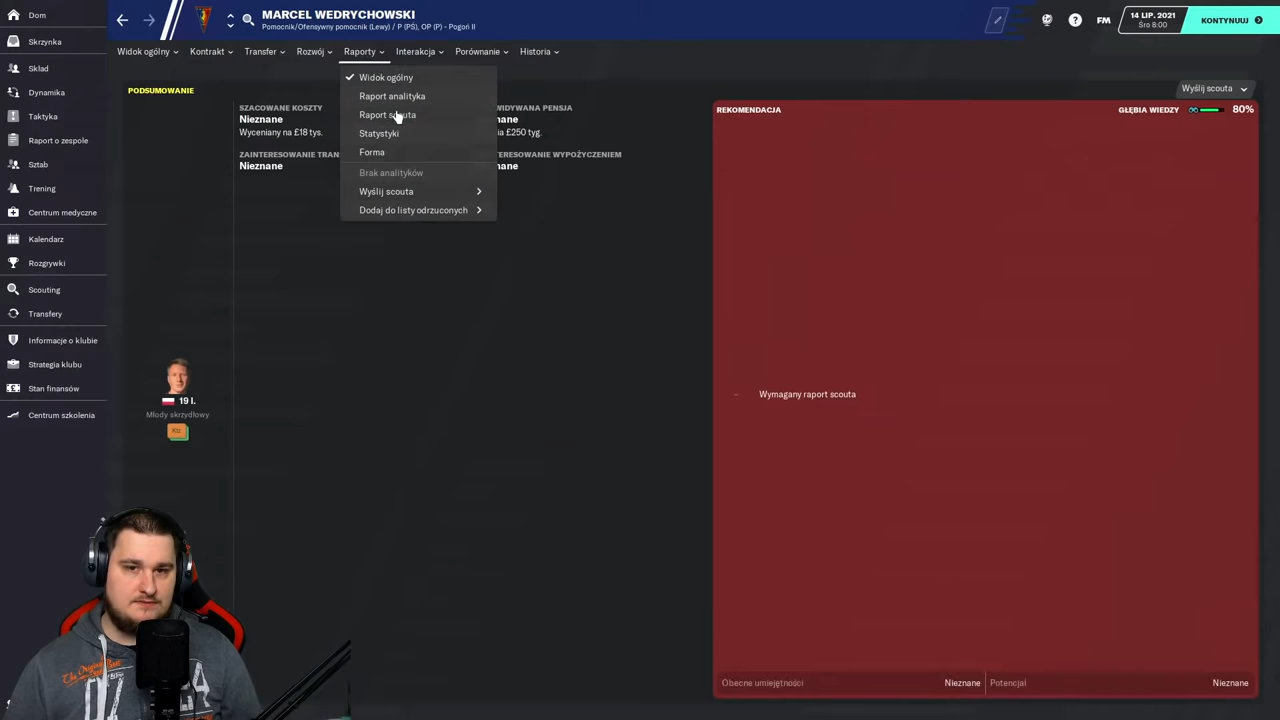 Dom
Skrzynka
Skład
Dynamika
Taktyka
Raport o zespole
Sztab
Trening
Centrum medyczne
Kalendarz
Rozgrywki
Scouting
Transfery
Informacje o klubie
Strategia klubu
Stan finansów
Centrum szkolenia
MARCEL WEDRYCHOWSKI
Pomocnik/Ofensywny pomocnik (Lewy) / P (PŚ), OP (P) - Pogoń II
FM
14 LIP. 2021
Śro 8:00
KONTYNUUJ
Widok ogólny
Kontrakt
Transfer
Rozwój
Raporty
Interakcja
Porównanie
Historia
Widok ogólny
Raport analityka
Raport scouta
Statystyki
Forma
Brak analityków
Wyślij scouta
Dodaj do listy odrzuconych
PODSUMOWANIE
Wyślij scouta
SZACOWANE KOSZTY
Nieznane
Wyceniany na £18 tys.
WIDYWANA PENSJA
nane
ia £250 tyg.
ZAINTERESOWANIE TRAN
Nieznane
TERESOWANIE WYPOŻYCZENIEM
nane
19 l.
Młody skrzydłowy
REKOMENDACJA
GŁĘBIA WIEDZY
80%
Wymagany raport scouta
Obecne umiejętności
Nieznane
Potencjał
Nieznane